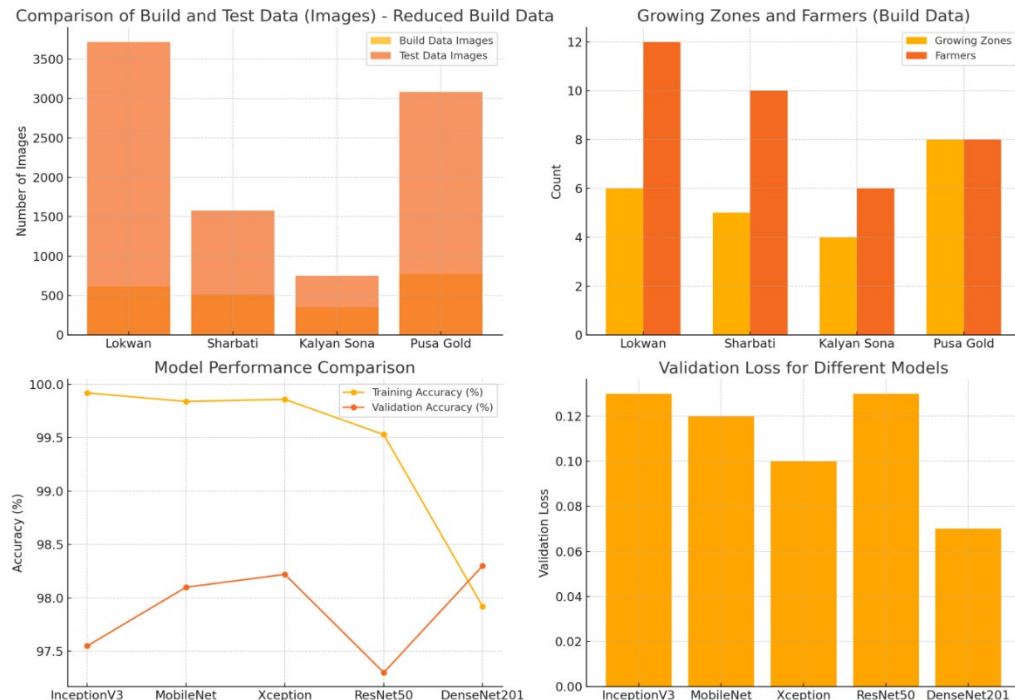 Comparison of Build and Test Data (Images) - Reduced Build Data
Build Data Images
Test Data Images
Number of Images
3500
3000
2500
2000
1500
1000
500
0
Lokwan Sharbati Kalyan Sona Pusa Gold
Growing Zones and Farmers (Build Data)
Growing Zones
Farmers
Count
12
10
8
6
4
2
0
Lokwan Sharbati Kalyan Sona Pusa Gold
Model Performance Comparison
Training Accuracy (%)
Validation Accuracy (%)
Accuracy (%)
100.0
99.5
99.0
98.5
98.0
97.5
InceptionV3 MobileNet Xception ResNet50 DenseNet201
Validation Loss for Different Models
Validation Loss
0.12
0.10
0.08
0.06
0.04
0.02
0.00
InceptionV3 MobileNet Xception ResNet50 DenseNet201